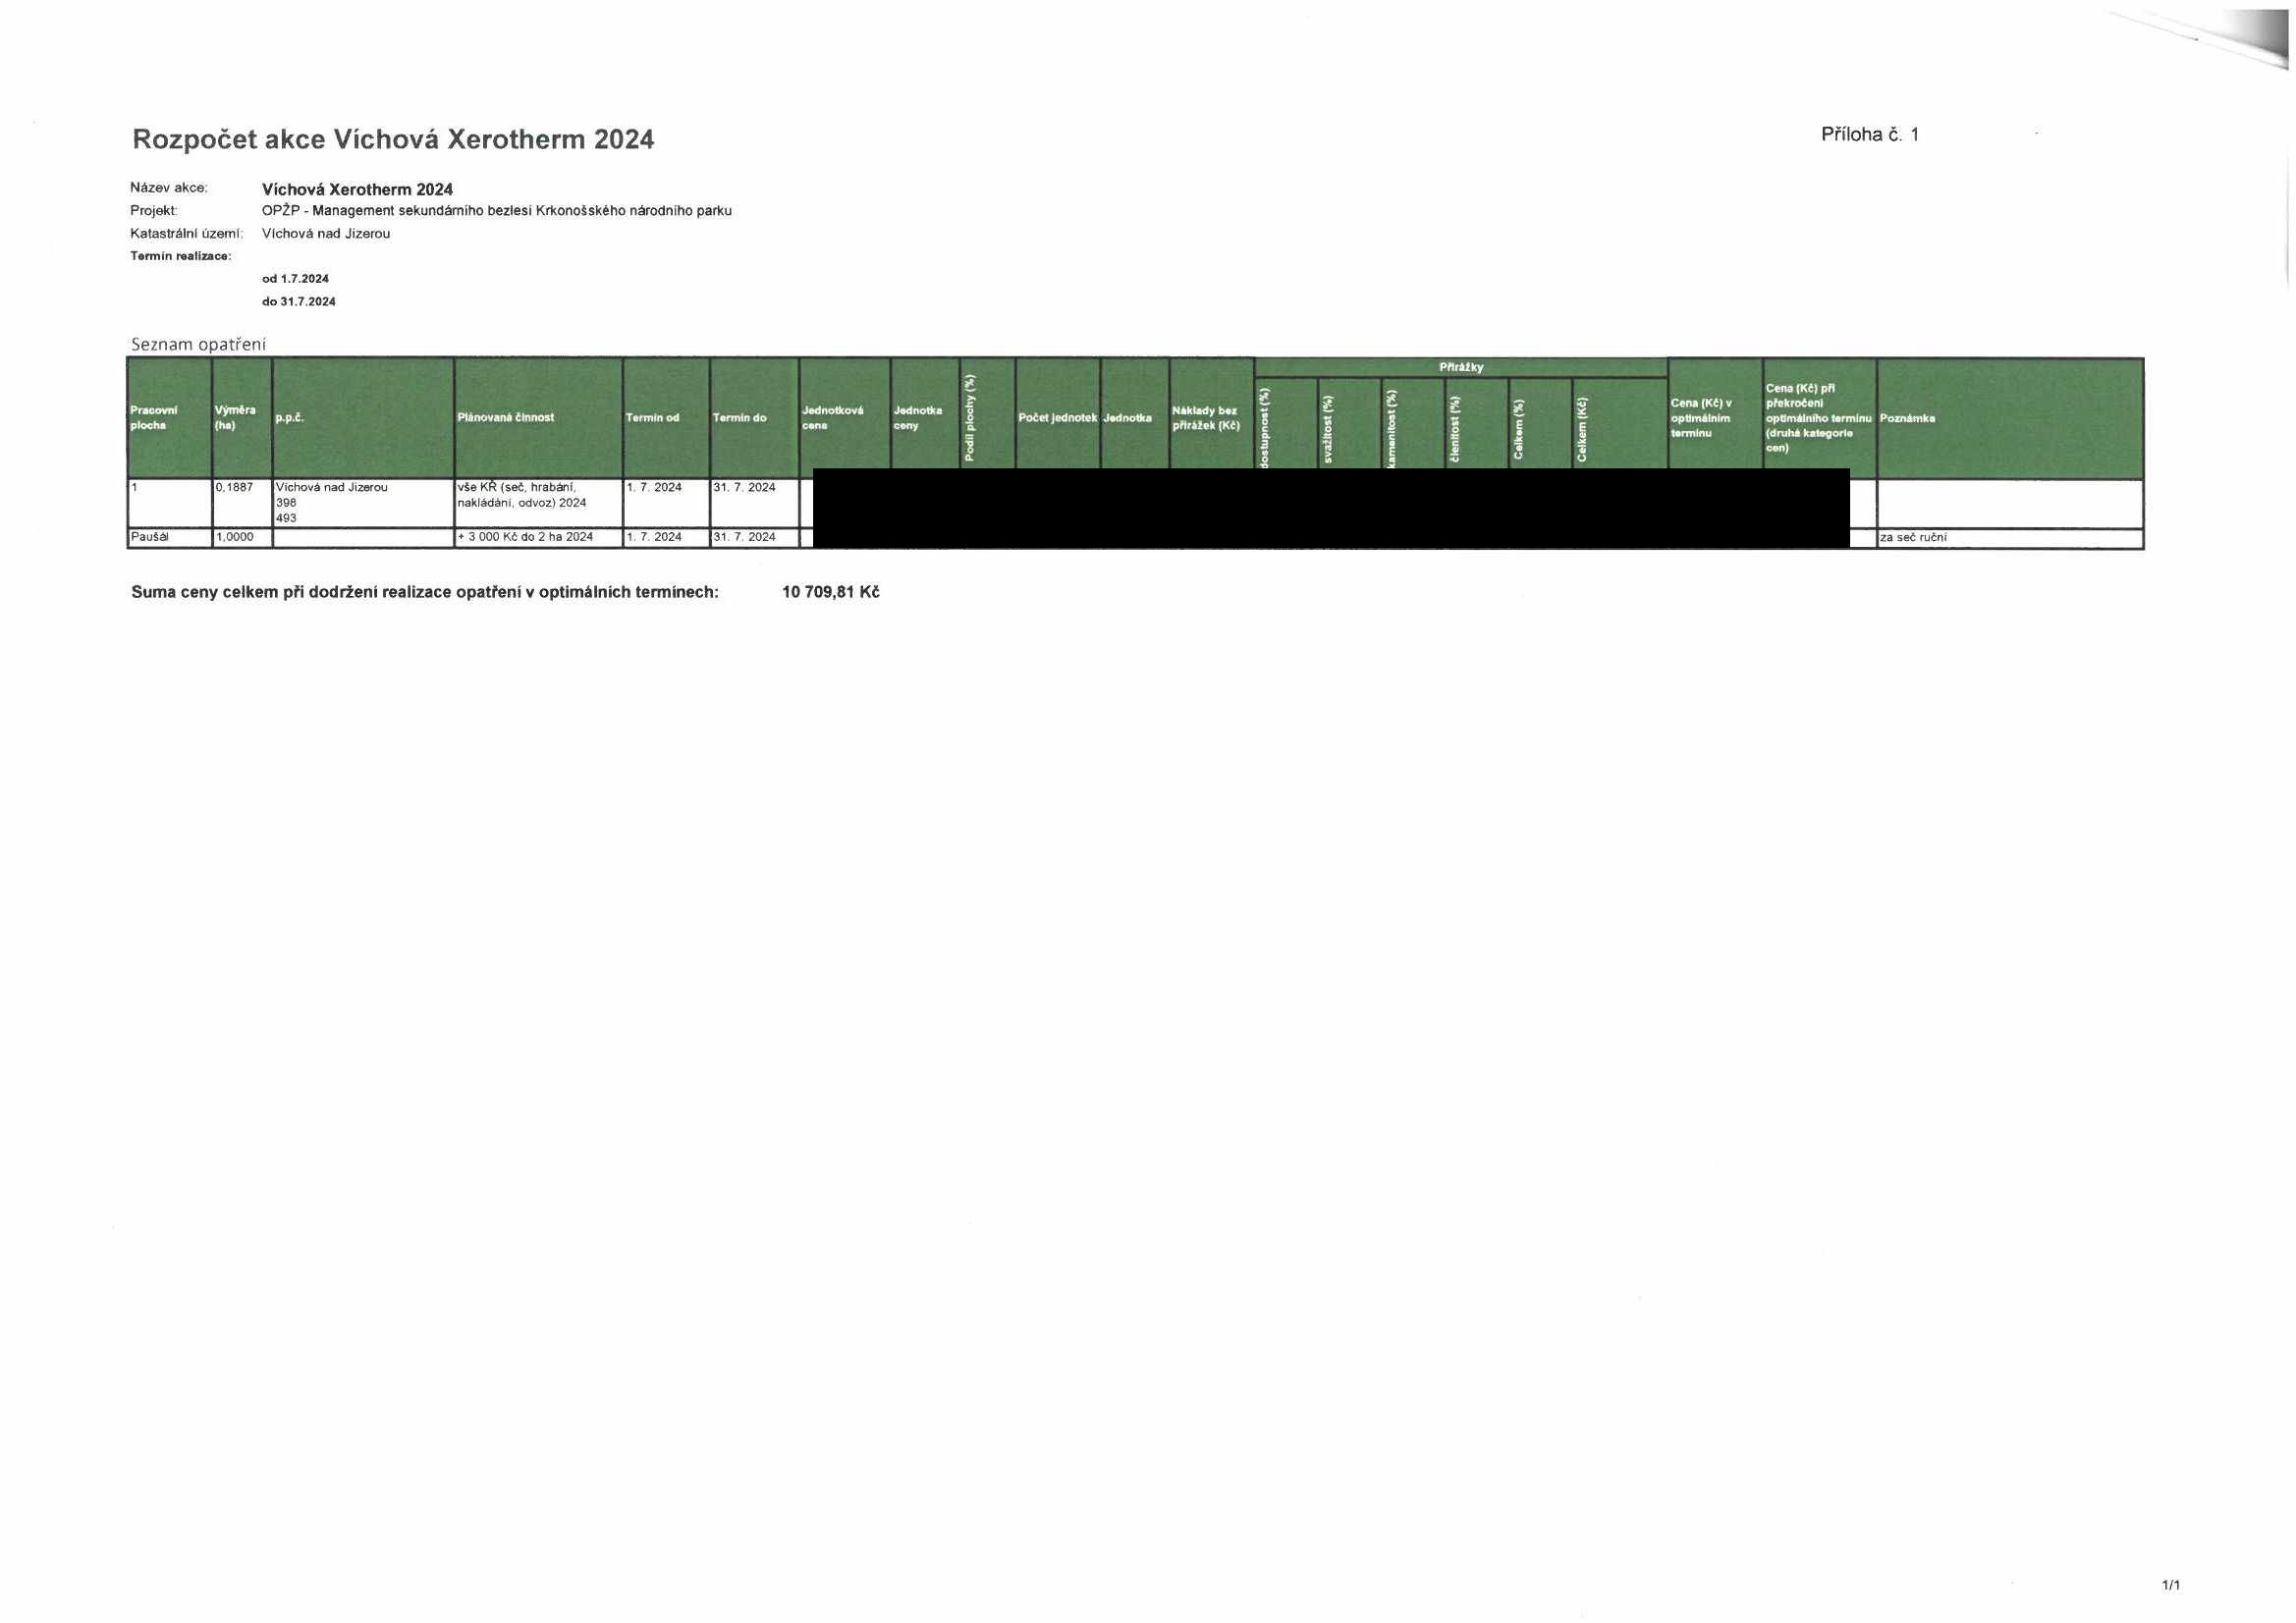 Rozpočet akce Víchová Xerotherm 2024
Příloha č. 1
Název akce: Víchová Xerotherm 2024
Projekt: OPŽP - Management sekundárního bezlesí Krkonošského národního parku
Katastrální území: Víchová nad Jizerou
Termín realizace:
od 1.7.2024
do 31.7.2024
Seznam opatření
Pracovní plocha
Výměra (ha)
p.p.č.
Plánovaná činnost
Termín od
Termín do
Jednotková cena
Jednotka ceny
Podíl plochy (%)
Počet jednotek
Jednotka
Náklady bez přirážek (Kč)
Přirážky
dostupnost (%)
svažitost (%)
kamenitost (%)
členitost (%)
Celkem (%)
Celkem (Kč)
Cena (Kč) v optimálním termínu
Cena (Kč) při překročení optimálního termínu (druhá kategorie cen)
Poznámka
1 0,1887 Víchová nad Jizerou vše KŘ (seč, hrabání, 1. 7. 2024 31. 7. 2024
398 nakládání, odvoz) 2024
493
Paušál 1,0000 + 3 000 Kč do 2 ha 2024 1. 7. 2024 31. 7. 2024 za seč ruční
Suma ceny celkem při dodržení realizace opatření v optimálních termínech: 10 709,81 Kč
1/1